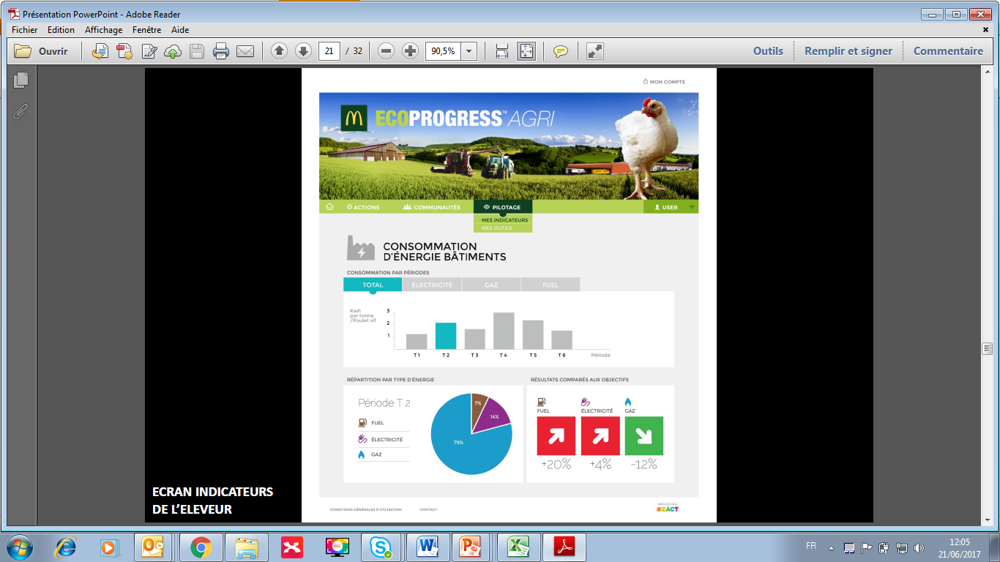 Présentation PowerPoint - Adobe Reader
Fichier Edition Affichage Fenêtre Aide
Ouvrir 21 / 32 90,5% Outils Remplir et signer Commentaire
MON COMPTE
ECOPROGRESS™ AGRI
ACTIONS COMMUNAUTÉS PILOTAGE USER
MES INDICATEURS
MES OUTILS
CONSOMMATION
D'ÉNERGIE BÂTIMENTS
CONSOMMATION PAR PÉRIODES
TOTAL ÉLECTRICITÉ GAZ FUEL
Kwh
par tonne
/Poulet vif
3
2
1
T 1 T 2 T 3 T 4 T 5 T 6 Période
RÉPARTITION PAR TYPE D'ÉNERGIE
Période T 2
FUEL
ÉLECTRICITÉ
GAZ
7%
14%
79%
RÉSULTATS COMPARÉS AUX OBJECTIFS
FUEL ÉLECTRICITÉ GAZ
+20% +4% -12%
ECRAN INDICATEURS
DE L'ELEVEUR
CONDITIONS GÉNÉRALES D'UTILISATION CONTACT
IMPULSÉ PAR
OZACT
REC
FR
12:05
21/06/2017